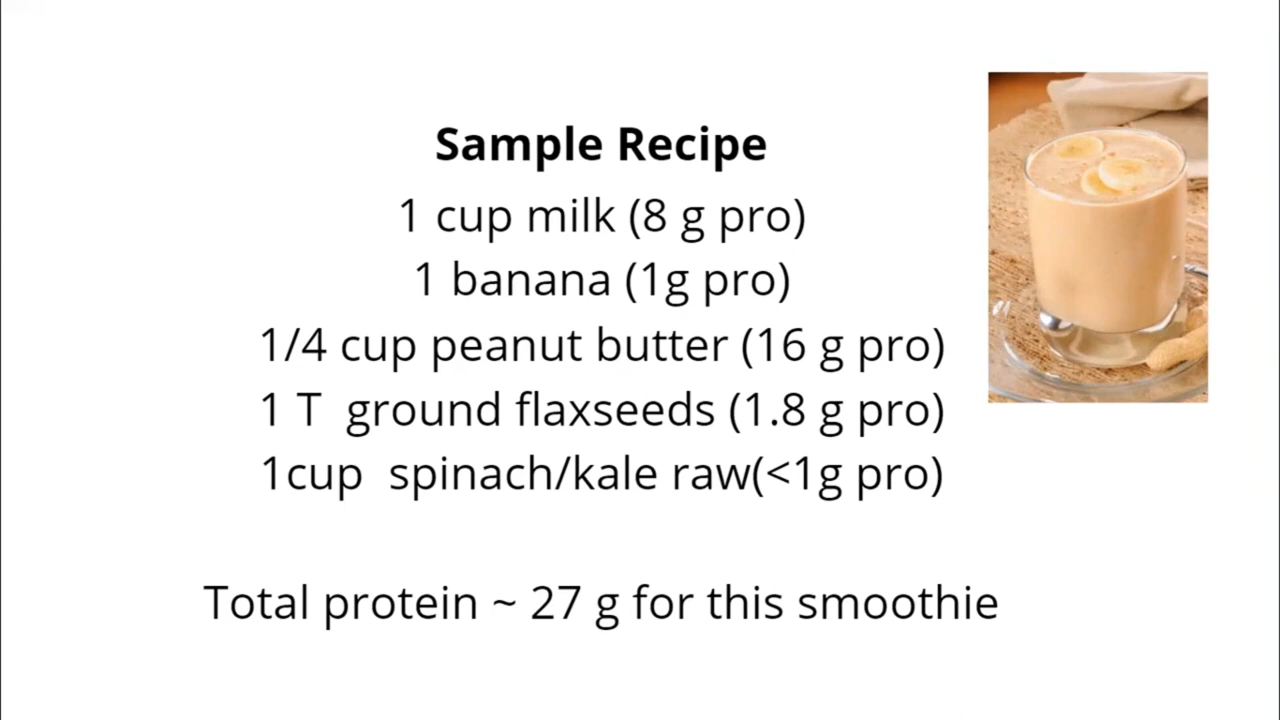 Sample Recipe
1 cup milk (8 g pro)
1 banana (1g pro)
1/4 cup peanut butter (16 g pro)
1 T  ground flaxseeds (1.8 g pro)
1cup  spinach/kale raw(<1g pro)
Total protein ~ 27 g for this smoothie